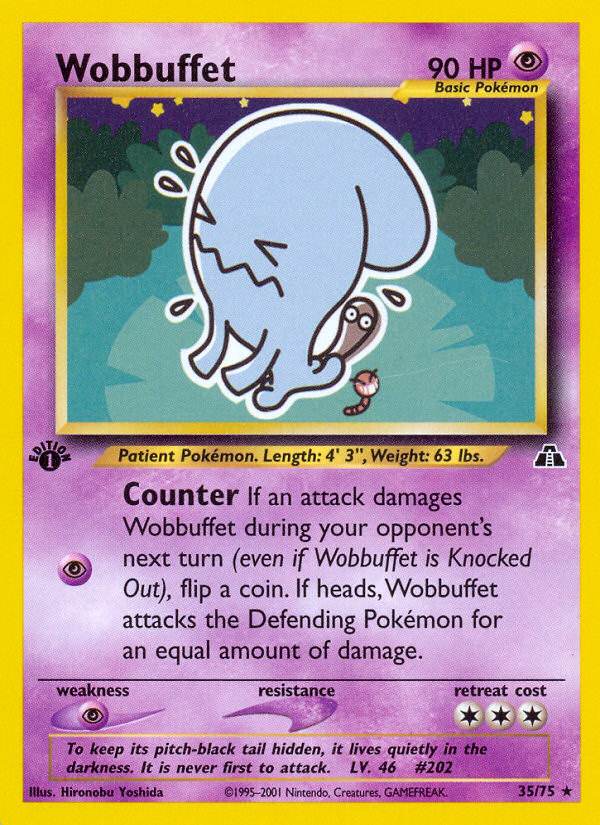 Wobbuffet
90 HP
Basic Pokémon
EDITION
1
Patient Pokémon. Length: 4' 3", Weight: 63 lbs.
Counter If an attack damages
Wobbuffet during your opponent's
next turn (even if Wobbuffet is Knocked
Out), flip a coin. If heads, Wobbuffet
attacks the Defending Pokémon for
an equal amount of damage.
weakness resistance retreat cost
To keep its pitch-black tail hidden, it lives quietly in the
darkness. It is never first to attack. LV. 46 #202
Illus. Hironobu Yoshida ©1995–2001 Nintendo, Creatures, GAMEFREAK. 35/75 ★